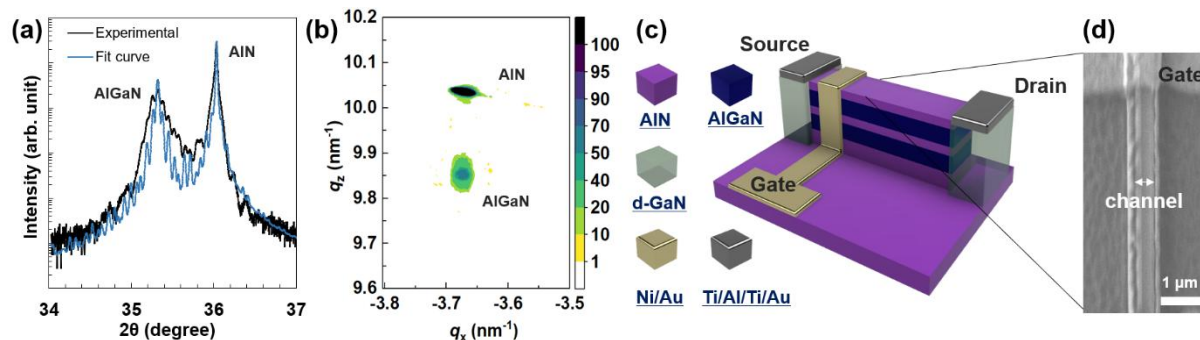 (a)
Experimental
Fit curve
AlN
AlGaN
Intensity (arb. unit)
34 35 36 37
2θ (degree)
(b)
10.2
10.1
10.0
9.9
9.8
9.7
9.6
qz (nm-1)
AlN
AlGaN
-3.8 -3.7 -3.6 -3.5
qx (nm-1)
100
95
90
70
50
40
20
10
1
(c)
Source
Drain
AlN AlGaN
d-GaN
Gate
Ni/Au Ti/Al/Ti/Au
(d)
Gate
channel
1 μm